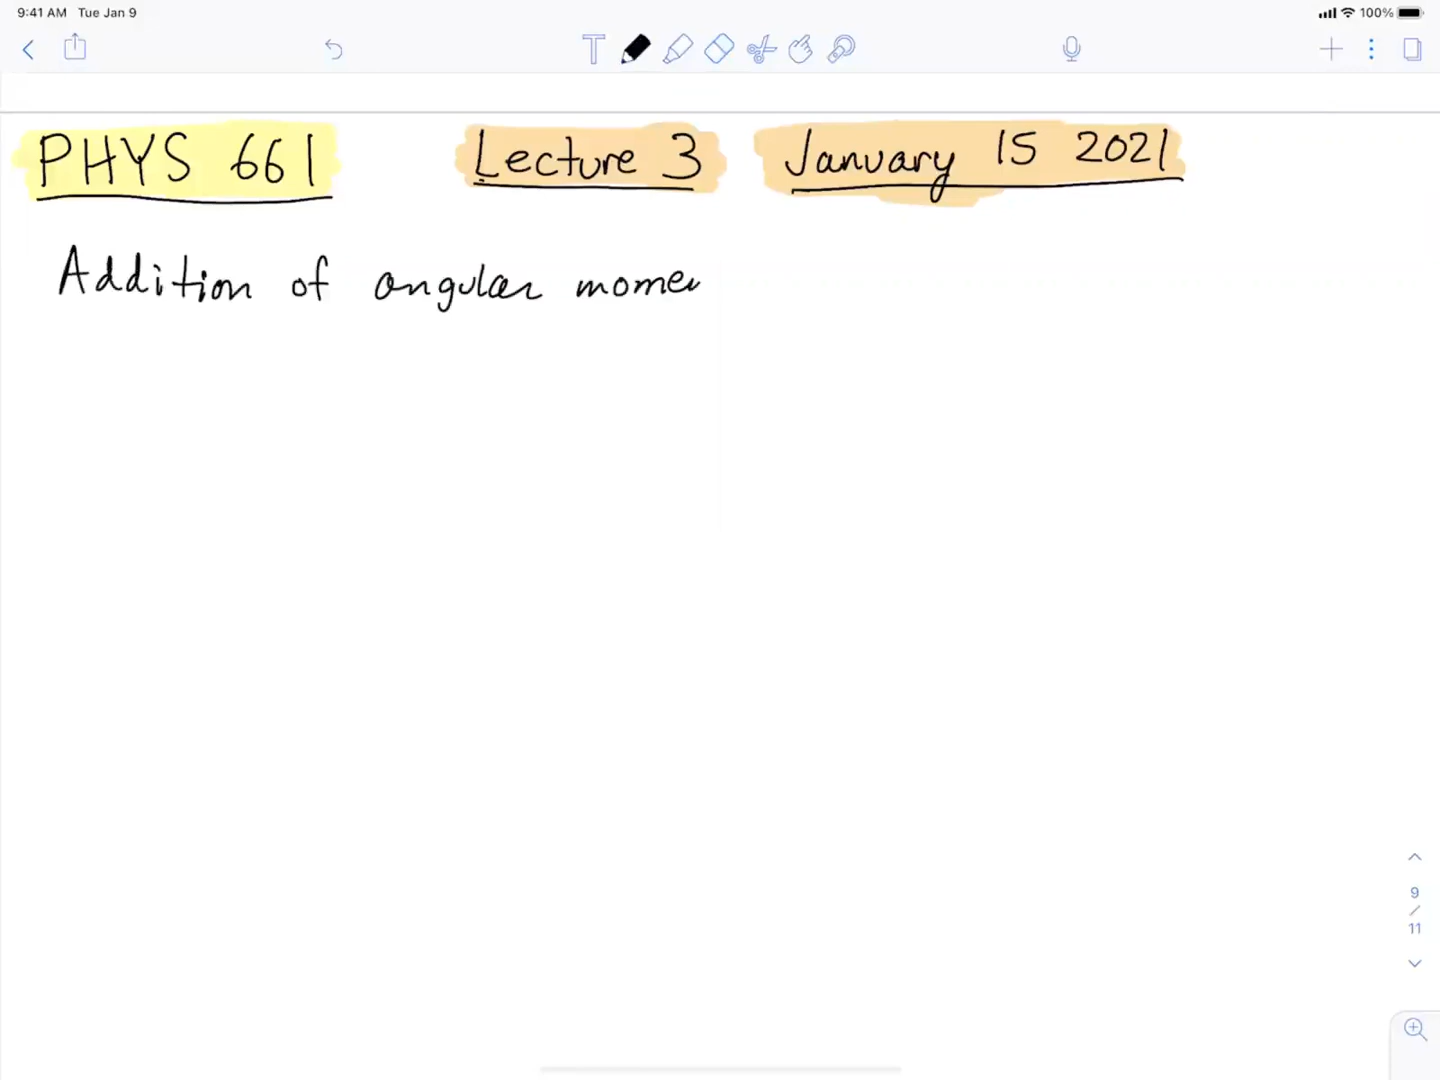 9:41 AM Tue Jan 9
100%
PHYS 661 Lecture 3 January 15 2021
Addition of angular momen
9
/
11